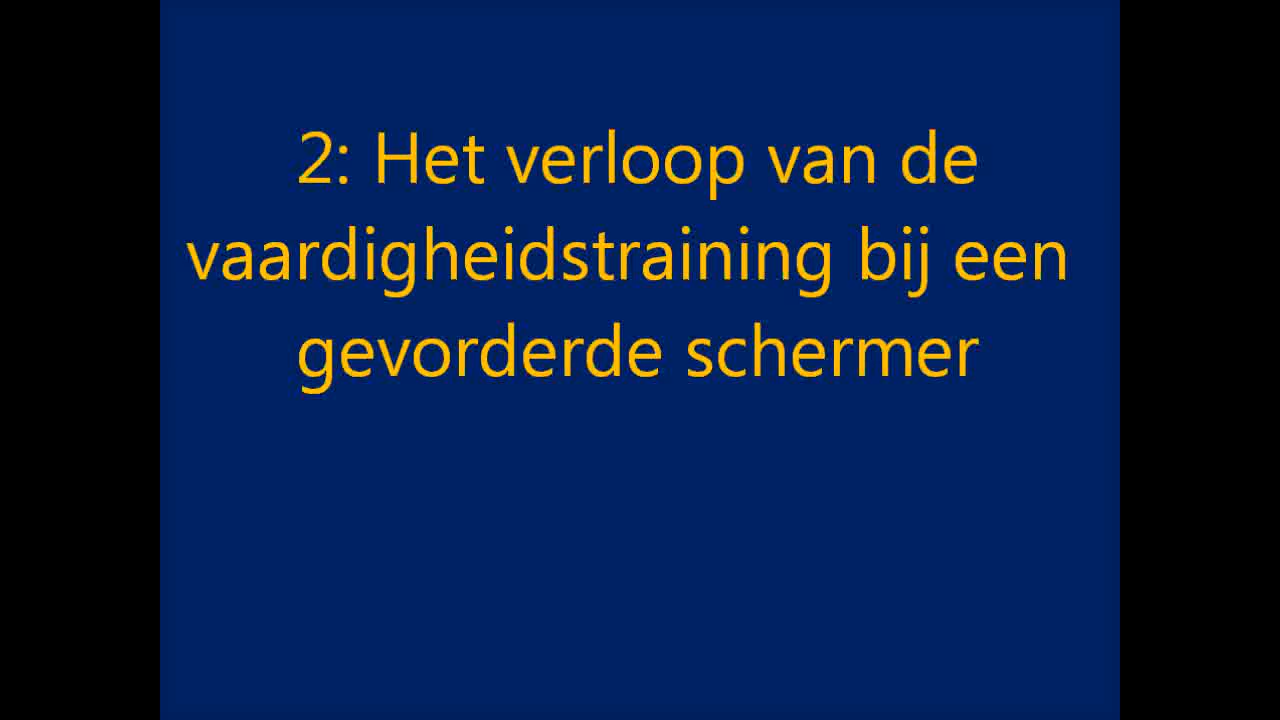 2: Het verloop van de
vaardigheidstraining bij een
gevorderde schermer